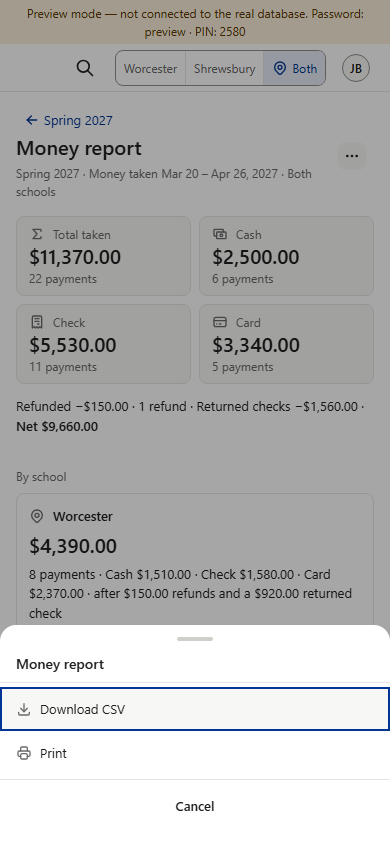 Preview mode — not connected to the real database. Password:
preview · PIN: 2580
Worcester
Shrewsbury
Both
JB
← Spring 2027
Money report
Spring 2027 · Money taken Mar 20 – Apr 26, 2027 · Both
schools
Total taken
$11,370.00
22 payments
Cash
$2,500.00
6 payments
Check
$5,530.00
11 payments
Card
$3,340.00
5 payments
Refunded −$150.00 · 1 refund · Returned checks −$1,560.00 ·
Net $9,660.00
By school
Worcester
$4,390.00
8 payments · Cash $1,510.00 · Check $1,580.00 · Card
$2,370.00 · after $150.00 refunds and a $920.00 returned
check
Money report
Download CSV
Print
Cancel